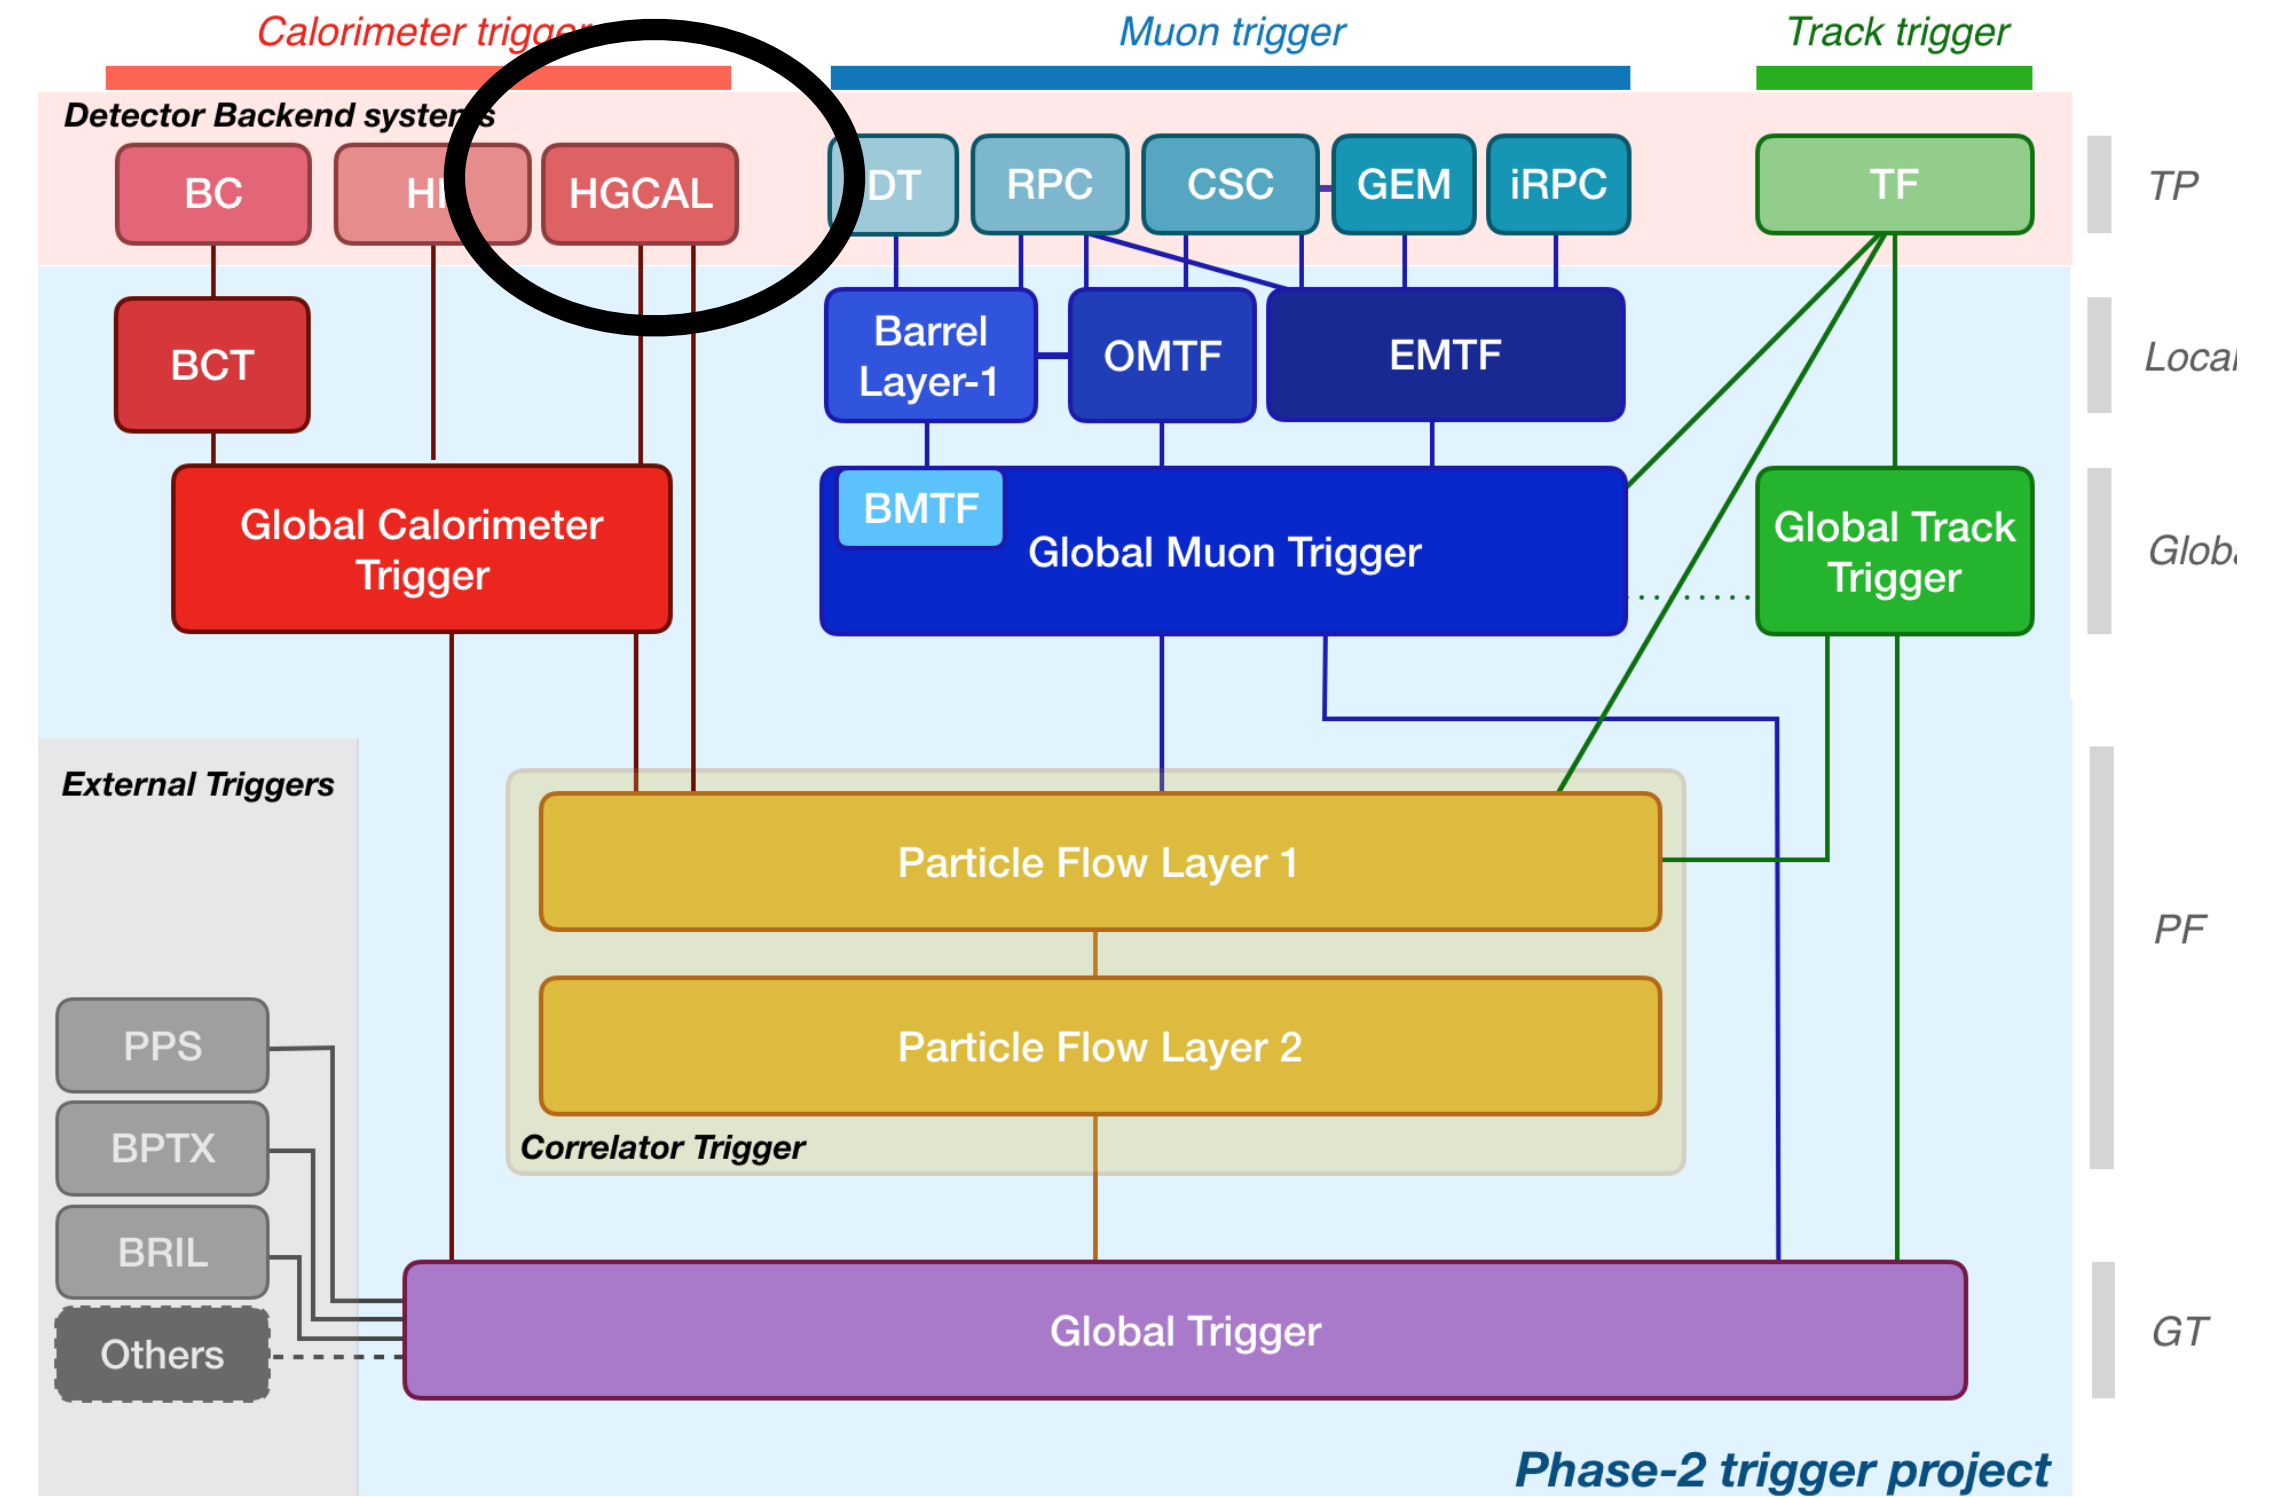 Calorimeter trigger
Muon trigger
Track trigger
Detector Backend systems
BC
HGCAL
DT
RPC
CSC
GEM
iRPC
TF
TP
BCT
Barrel
Layer-1
OMTF
EMTF
Local
Global Calorimeter
Trigger
BMTF
Global Muon Trigger
Global Track
Trigger
External Triggers
Particle Flow Layer 1
PF
Particle Flow Layer 2
PPS
Correlator Trigger
BPTX
BRIL
Others
Global Trigger
GT
Phase-2 trigger project